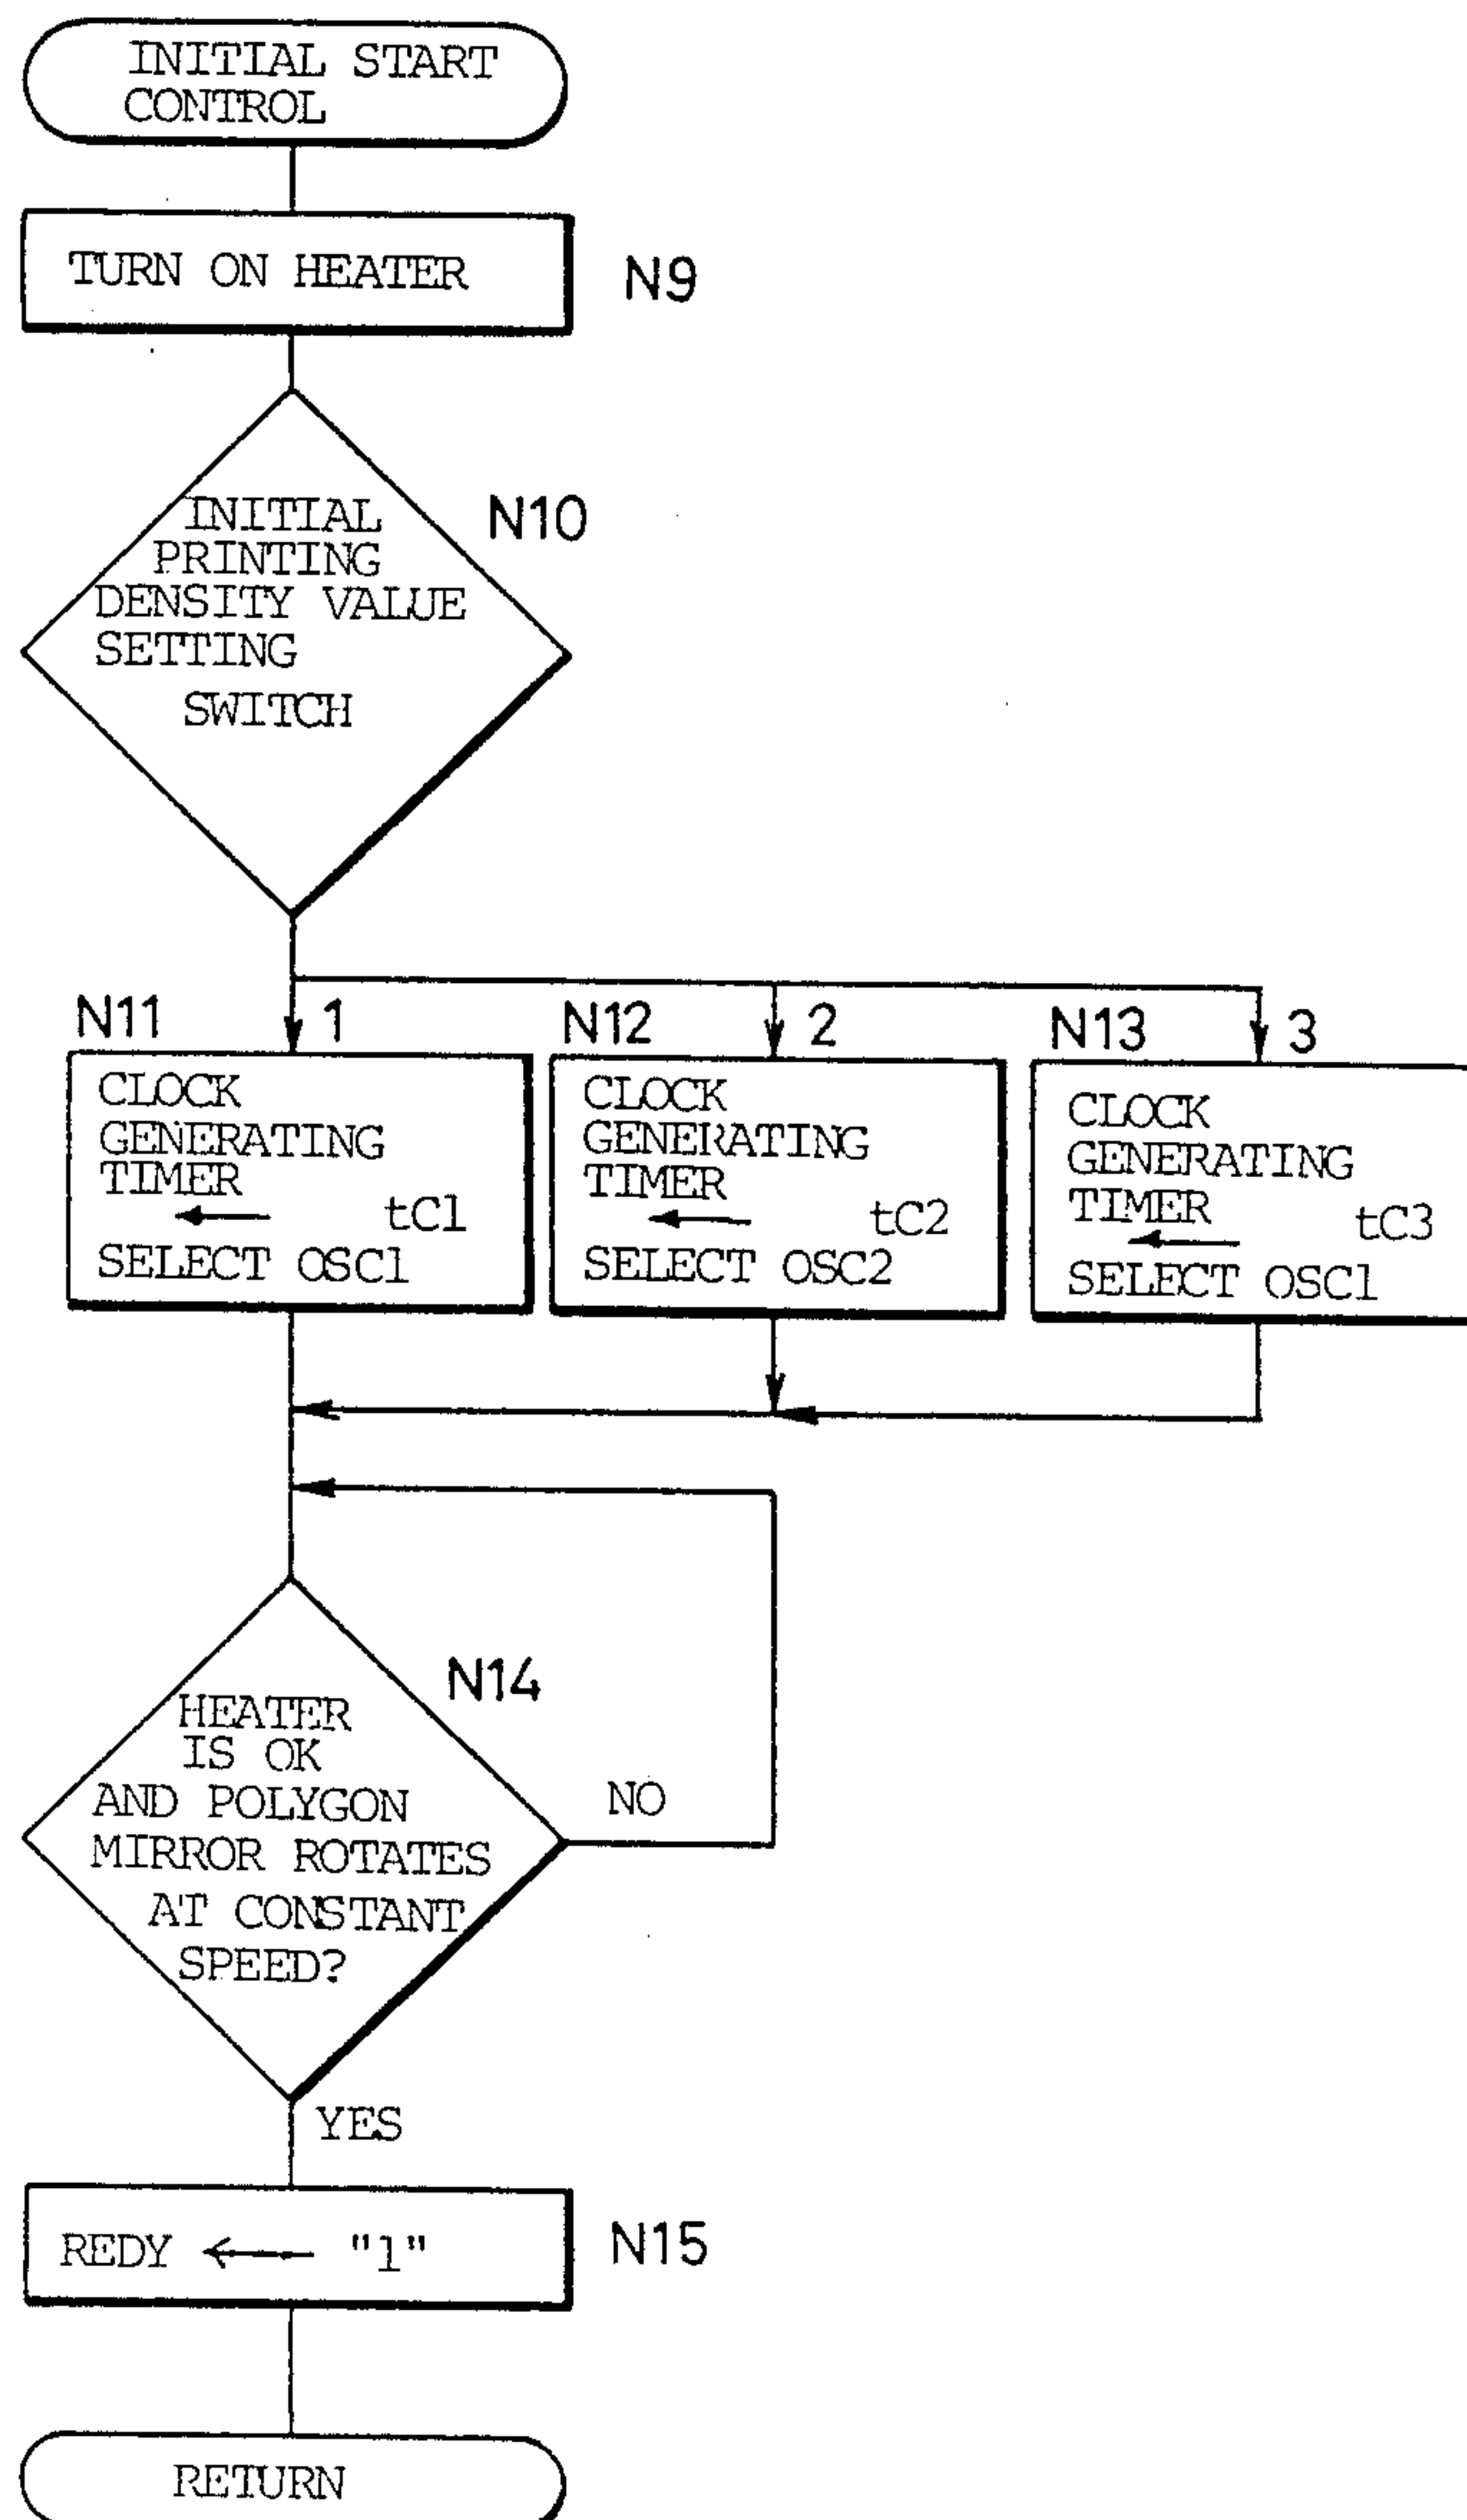 INITIAL START
CONTROL
TURN ON HEATER
N9
INITIAL
PRINTING
DENSITY VALUE
SETTING
SWITCH
N10
N11
1
N12
2
N13
3
CLOCK
GENERATING
TIMER
← tC1
SELECT OSC1
CLOCK
GENERATING
TIMER
← tC2
SELECT OSC2
CLOCK
GENERATING
TIMER
← tC3
SELECT OSC1
N14
HEATER
IS OK
AND POLYGON
MIRROR ROTATES
AT CONSTANT
SPEED?
NO
YES
REDY ← "1"
N15
RETURN